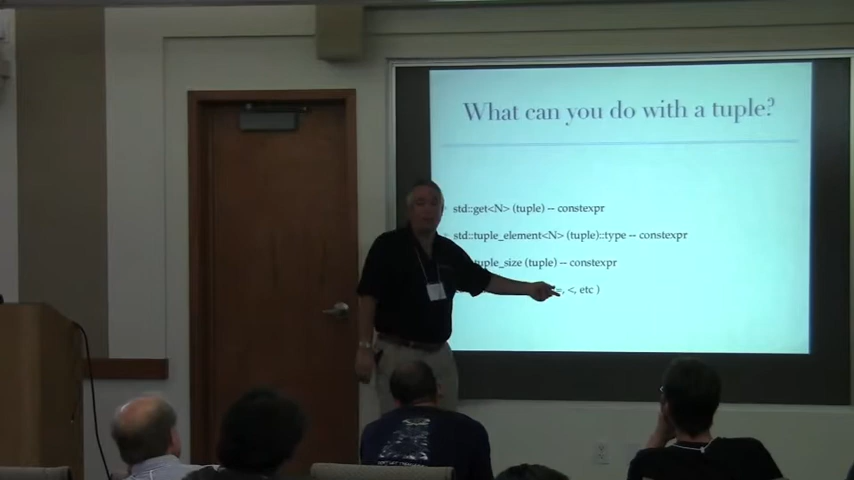 What can you do with a tuple?
std::get<N> (tuple) -- constexpr
std::tuple_element<N> (tuple)::type -- constexpr
tuple_size (tuple) -- constexpr
<, etc )